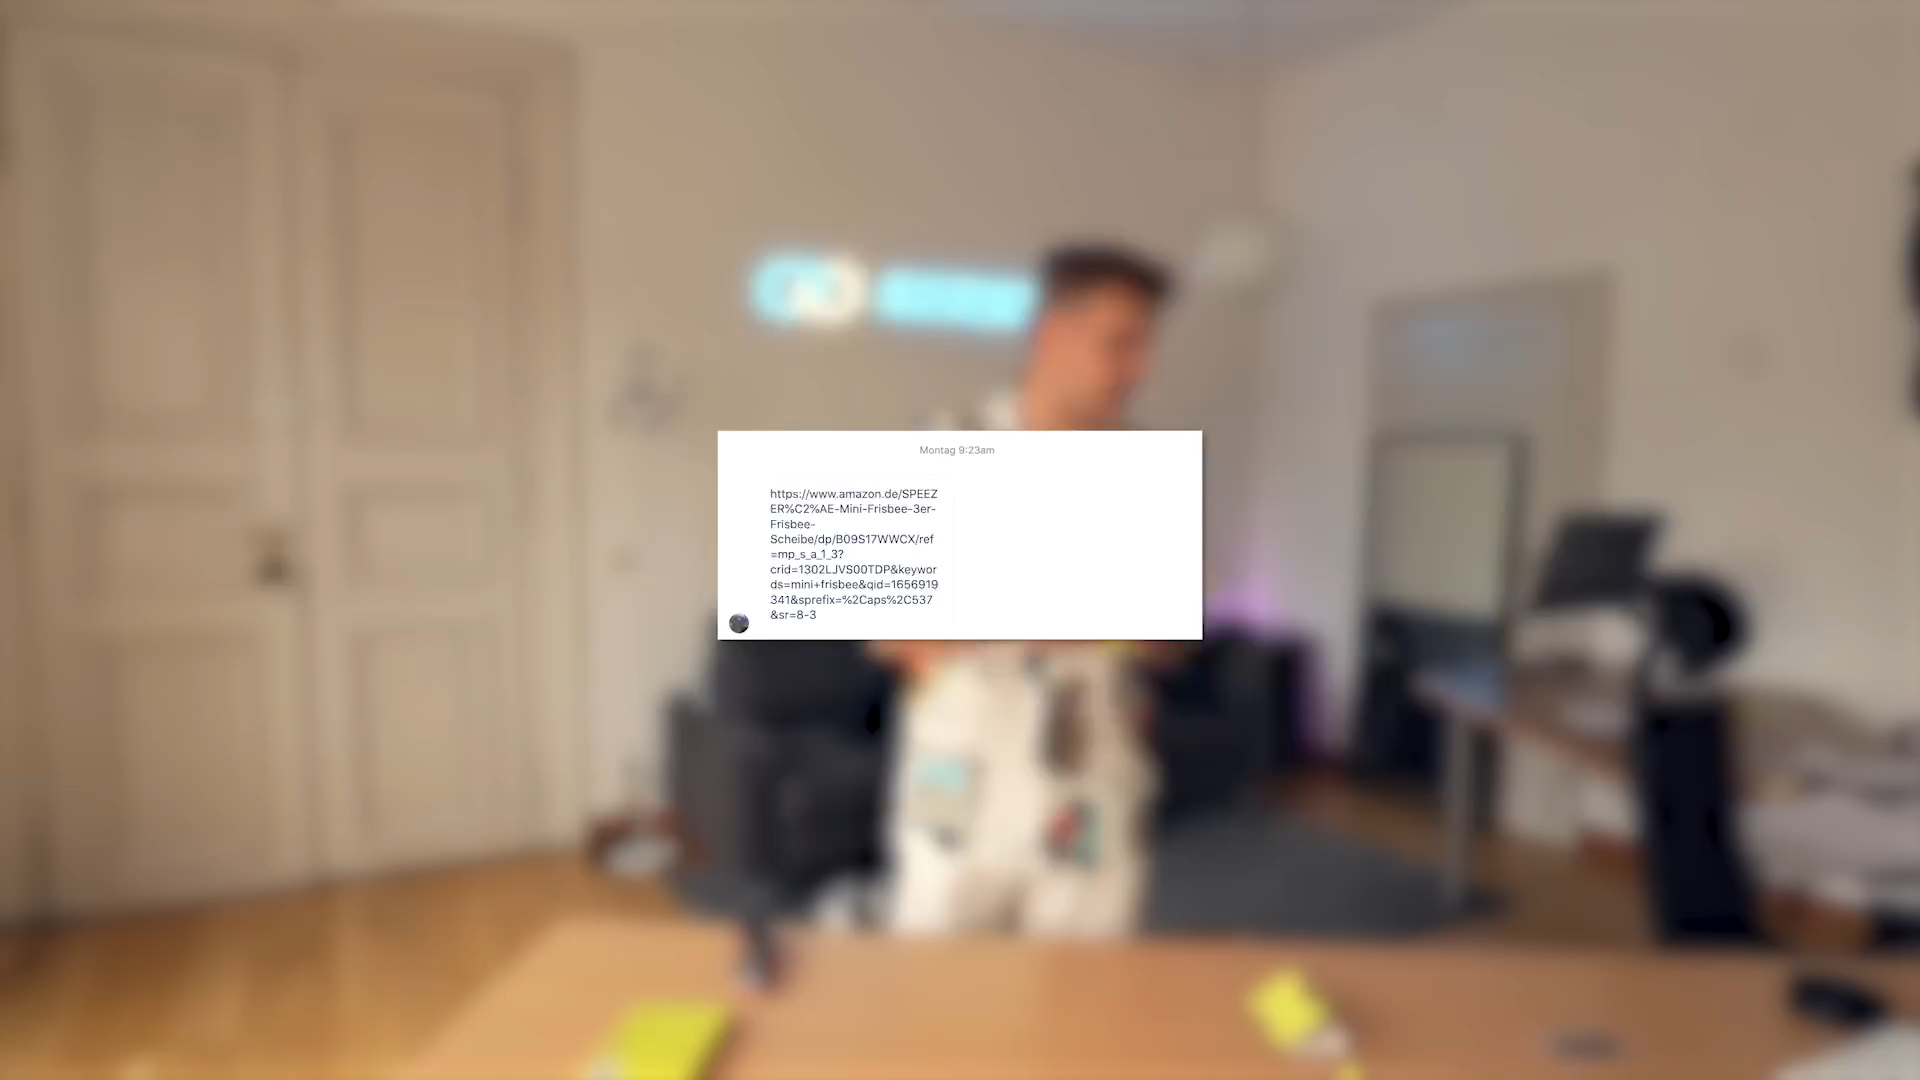 Montag 9:23am
https://www.amazon.de/SPEEZ
ER%C2%AE-Mini-Frisbee-3er-
Frisbee-
Scheibe/dp/B09S17WWCX/ref
=mp_s_a_1_3?
crid=1302LJVS00TDP&keywor
ds=mini+frisbee&qid=1656919
341&sprefix=%2Caps%2C537
&sr=8-3